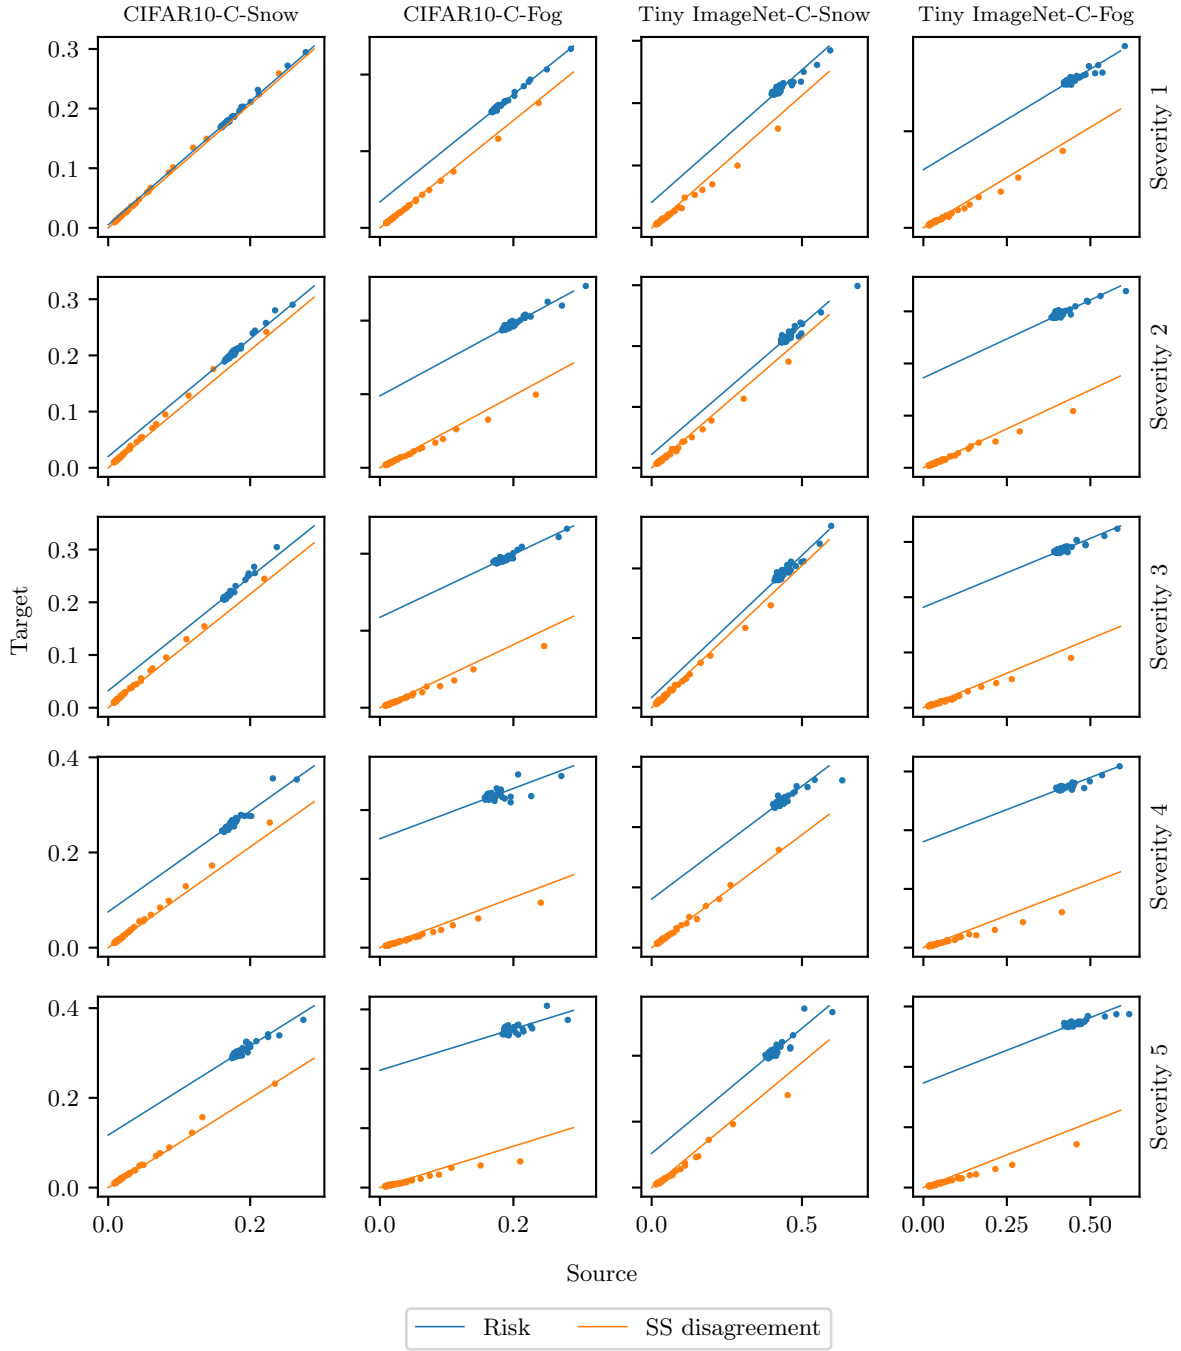 CIFAR10-C-Snow CIFAR10-C-Fog Tiny ImageNet-C-Snow Tiny ImageNet-C-Fog
0.3
0.2
0.1
0.0
Severity 1
0.3
0.2
0.1
0.0
Severity 2
Target
0.3
0.2
0.1
0.0
Severity 3
0.4
0.2
0.0
Severity 4
0.4
0.2
0.0
Severity 5
0.0 0.2 0.0 0.2 0.0 0.5 0.00 0.25 0.50
Source
Risk SS disagreement